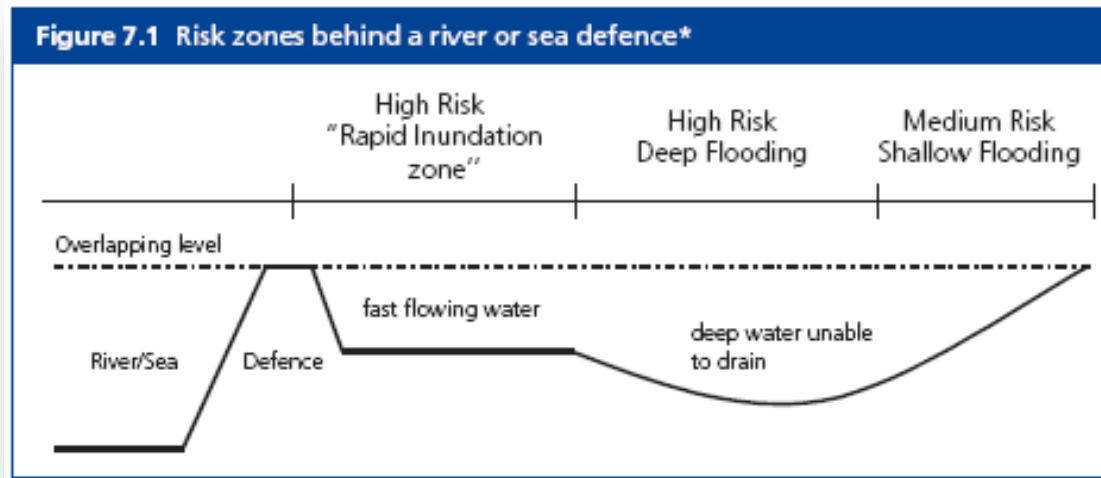 Figure 7.1 Risk zones behind a river or sea defence*
High Risk
"Rapid Inundation
zone"
High Risk
Deep Flooding
Medium Risk
Shallow Flooding
Overlapping level
fast flowing water
deep water unable
to drain
River/Sea
Defence